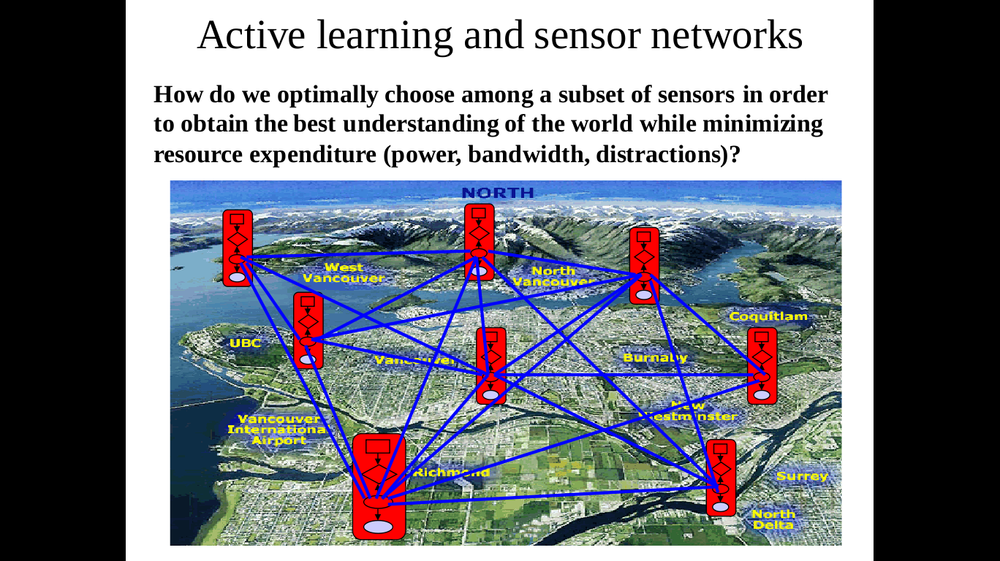 Active learning and sensor networks
How do we optimally choose among a subset of sensors in order
to obtain the best understanding of the world while minimizing
resource expenditure (power, bandwidth, distractions)?
NORTH
West
Vancouver
North
Vancouver
Coquitlam
UBC
Vancouver
Burnaby
New
Westminster
Vancouver
International
Airport
Richmond
Surrey
North
Delta